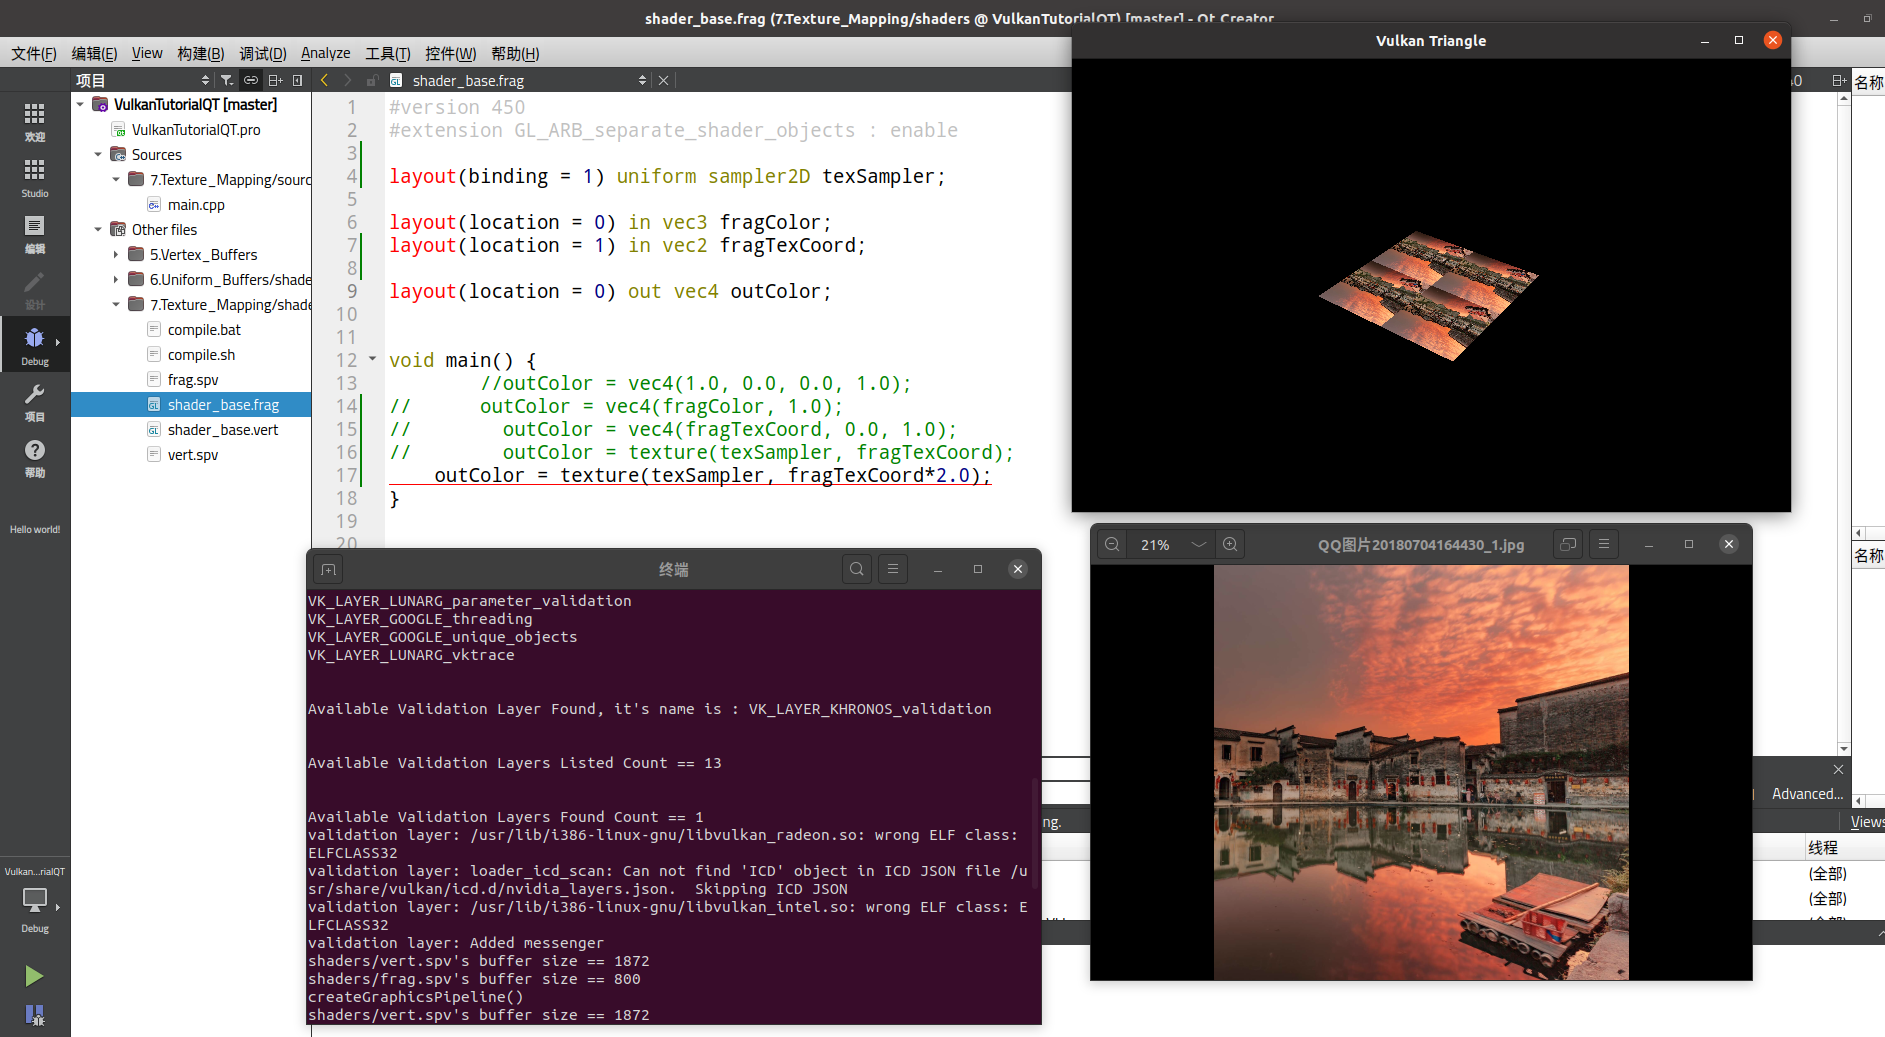 shader_base.frag (7.Texture_Mapping/shaders @ VulkanTutorialQT) [master] - Qt Creator
文件(F) 编辑(E) View 构建(B) 调试(D) Analyze 工具(T) 控件(W) 帮助(H)
项目
shader_base.frag
欢迎
Studio
编辑
设计
Debug
项目
帮助
Hello world!
Vulkan...rialQT
Debug
VulkanTutorialQT [master]
VulkanTutorialQT.pro
Sources
7.Texture_Mapping/sourc
main.cpp
Other files
5.Vertex_Buffers
6.Uniform_Buffers/shade
7.Texture_Mapping/shade
compile.bat
compile.sh
frag.spv
shader_base.frag
shader_base.vert
vert.spv
1 #version 450
2 #extension GL_ARB_separate_shader_objects : enable
3
4 layout(binding = 1) uniform sampler2D texSampler;
5
6 layout(location = 0) in vec3 fragColor;
7 layout(location = 1) in vec2 fragTexCoord;
8
9 layout(location = 0) out vec4 outColor;
10
11
12 void main() {
13 //outColor = vec4(1.0, 0.0, 0.0, 1.0);
14 // outColor = vec4(fragColor, 1.0);
15 // outColor = vec4(fragTexCoord, 0.0, 1.0);
16 // outColor = texture(texSampler, fragTexCoord);
17 outColor = texture(texSampler, fragTexCoord*2.0);
18 }
19
20
Vulkan Triangle
名称
名称
终端
VK_LAYER_LUNARG_parameter_validation
VK_LAYER_GOOGLE_threading
VK_LAYER_GOOGLE_unique_objects
VK_LAYER_LUNARG_vktrace
Available Validation Layer Found, it's name is : VK_LAYER_KHRONOS_validation
Available Validation Layers Listed Count == 13
Available Validation Layers Found Count == 1
validation layer: /usr/lib/i386-linux-gnu/libvulkan_radeon.so: wrong ELF class:
ELFCLASS32
validation layer: loader_icd_scan: Can not find 'ICD' object in ICD JSON file /u
sr/share/vulkan/icd.d/nvidia_layers.json.  Skipping ICD JSON
validation layer: /usr/lib/i386-linux-gnu/libvulkan_intel.so: wrong ELF class: E
LFCLASS32
validation layer: Added messenger
shaders/vert.spv's buffer size == 1872
shaders/frag.spv's buffer size == 800
createGraphicsPipeline()
shaders/vert.spv's buffer size == 1872
21%
QQ图片20180704164430_1.jpg
ng.
Advanced...
Views
线程
(全部)
(全部)